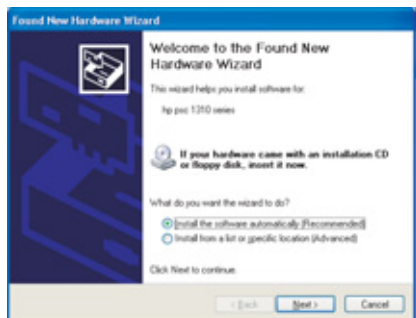 Found New Hardware Wizard
Welcome to the Found New
Hardware Wizard
This wizard helps you install software for:
hp psc 1310 series
If your hardware came with an installation CD
or floppy disk, insert it now.
What do you want the wizard to do?
Install the software automatically (Recommended)
Install from a list or specific location (Advanced)
Click Next to continue.
< Back
Next >
Cancel